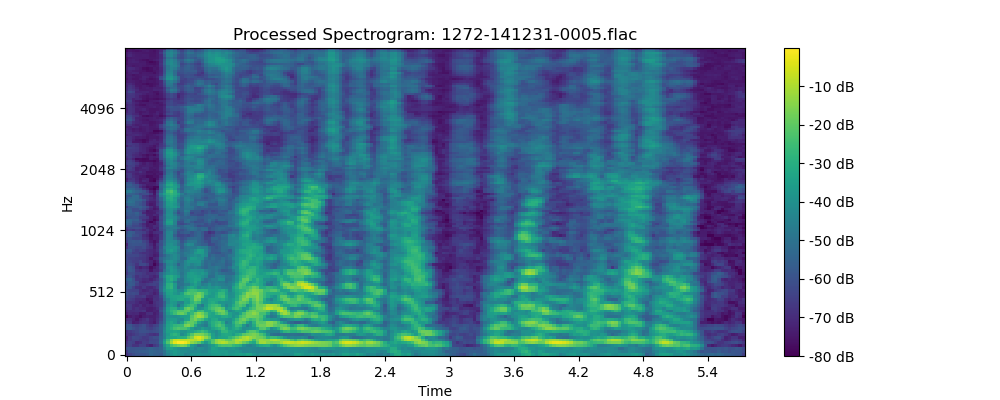 Processed Spectrogram: 1272-141231-0005.flac
Hz
4096
2048
1024
512
0
0 0.6 1.2 1.8 2.4 3 3.6 4.2 4.8 5.4
Time
-10 dB
-20 dB
-30 dB
-40 dB
-50 dB
-60 dB
-70 dB
-80 dB